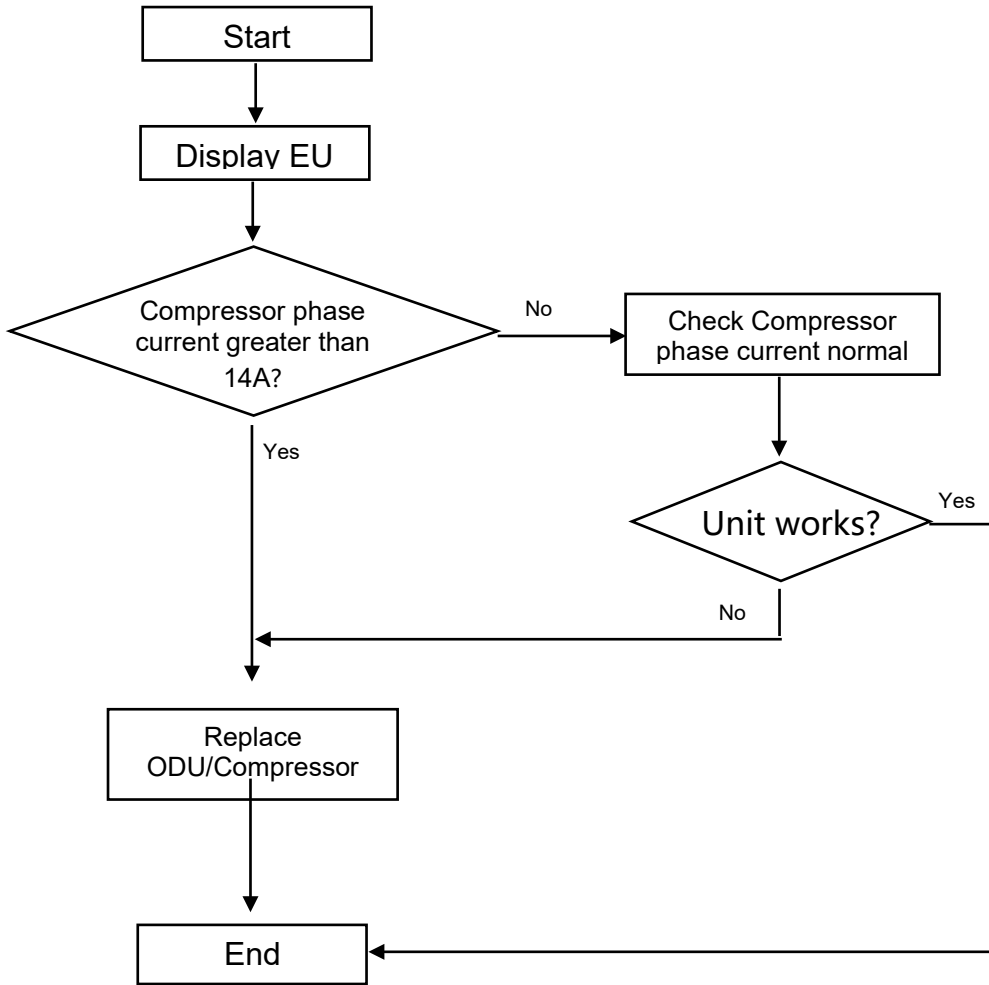 Start
Display EU
Compressor phase
current greater than
14A?
No
Check Compressor
phase current normal
Yes
Unit works?
Yes
No
Replace
ODU/Compressor
End